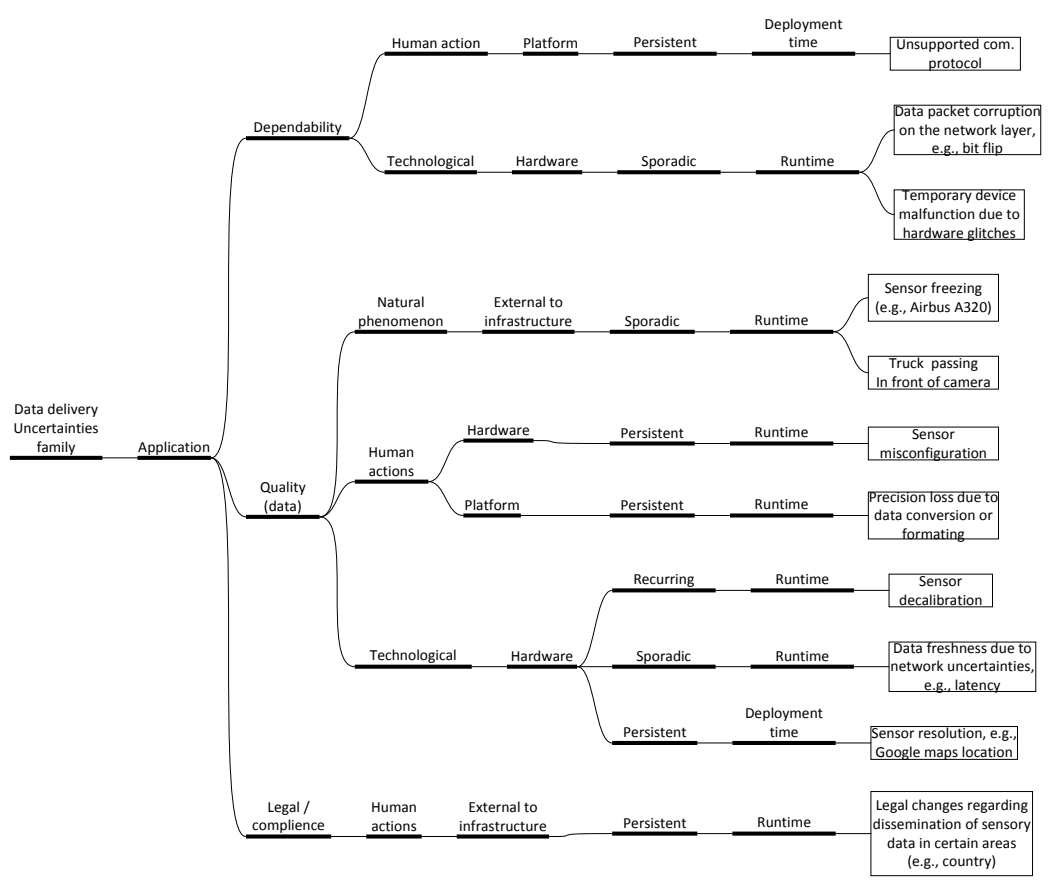 Human action
Platform
Persistent
Deployment
time
Unsupported com.
protocol
Dependability
Technological
Hardware
Sporadic
Runtime
Data packet corruption
on the network layer,
e.g., bit flip
Temporary device
malfunction due to
hardware glitches
Natural
phenomenon
External to
infrastructure
Sporadic
Runtime
Sensor freezing
(e.g., Airbus A320)
Truck passing
In front of camera
Data delivery
Uncertainties
family
Application
Quality
(data)
Human
actions
Hardware
Persistent
Runtime
Sensor
misconfiguration
Platform
Persistent
Runtime
Precision loss due to
data conversion or
formating
Technological
Hardware
Recurring
Runtime
Sensor
decalibration
Sporadic
Runtime
Data freshness due to
network uncertainties,
e.g., latency
Persistent
Deployment
time
Sensor resolution, e.g.,
Google maps location
Legal /
complience
Human
actions
External to
infrastructure
Persistent
Runtime
Legal changes regarding
dissemination of sensory
data in certain areas
(e.g., country)